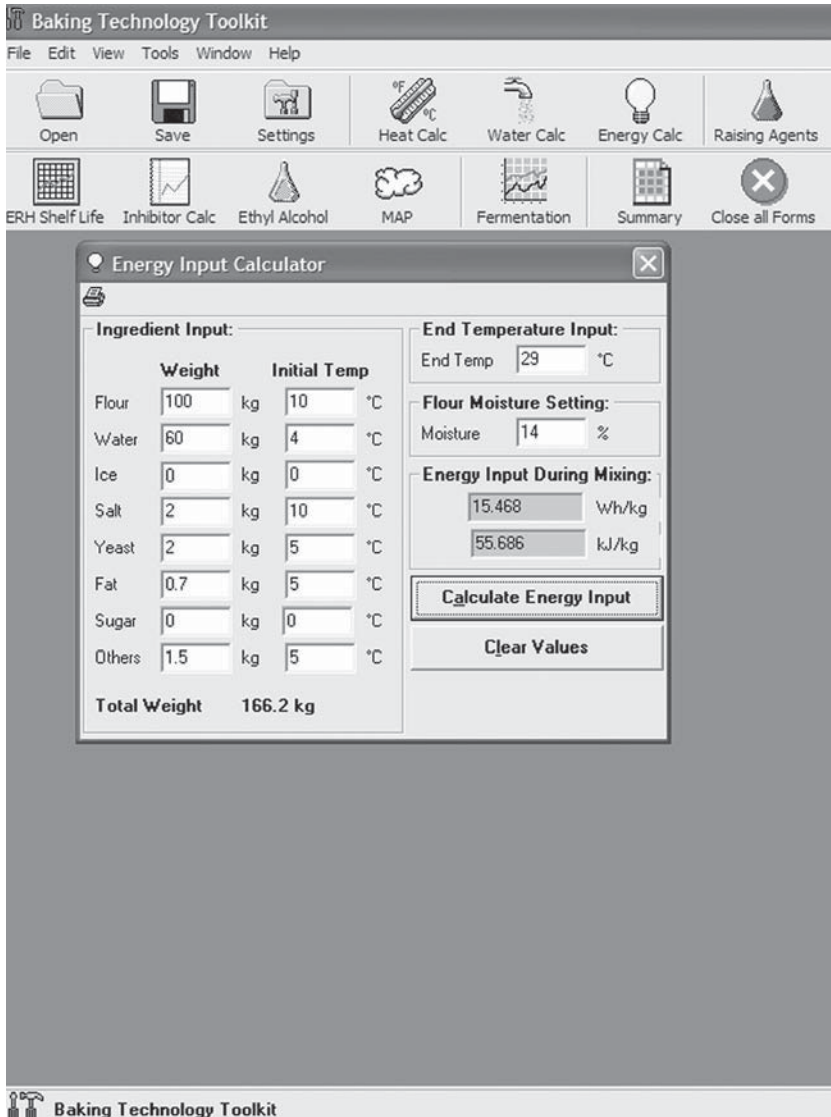 Baking Technology Toolkit
File Edit View Tools Window Help
°F
°C
Open Save Settings Heat Calc Water Calc Energy Calc Raising Agents
ERH Shelf Life Inhibitor Calc Ethyl Alcohol MAP Fermentation Summary Close all Forms
Energy Input Calculator
Ingredient Input:
Weight Initial Temp
Flour 100 kg 10 °C
Water 60 kg 4 °C
Ice 0 kg 0 °C
Salt 2 kg 10 °C
Yeast 2 kg 5 °C
Fat 0.7 kg 5 °C
Sugar 0 kg 0 °C
Others 1.5 kg 5 °C
Total Weight 166.2 kg
End Temperature Input:
End Temp 29 °C
Flour Moisture Setting:
Moisture 14 %
Energy Input During Mixing:
15.468 Wh/kg
55.686 kJ/kg
Calculate Energy Input
Clear Values
Baking Technology Toolkit